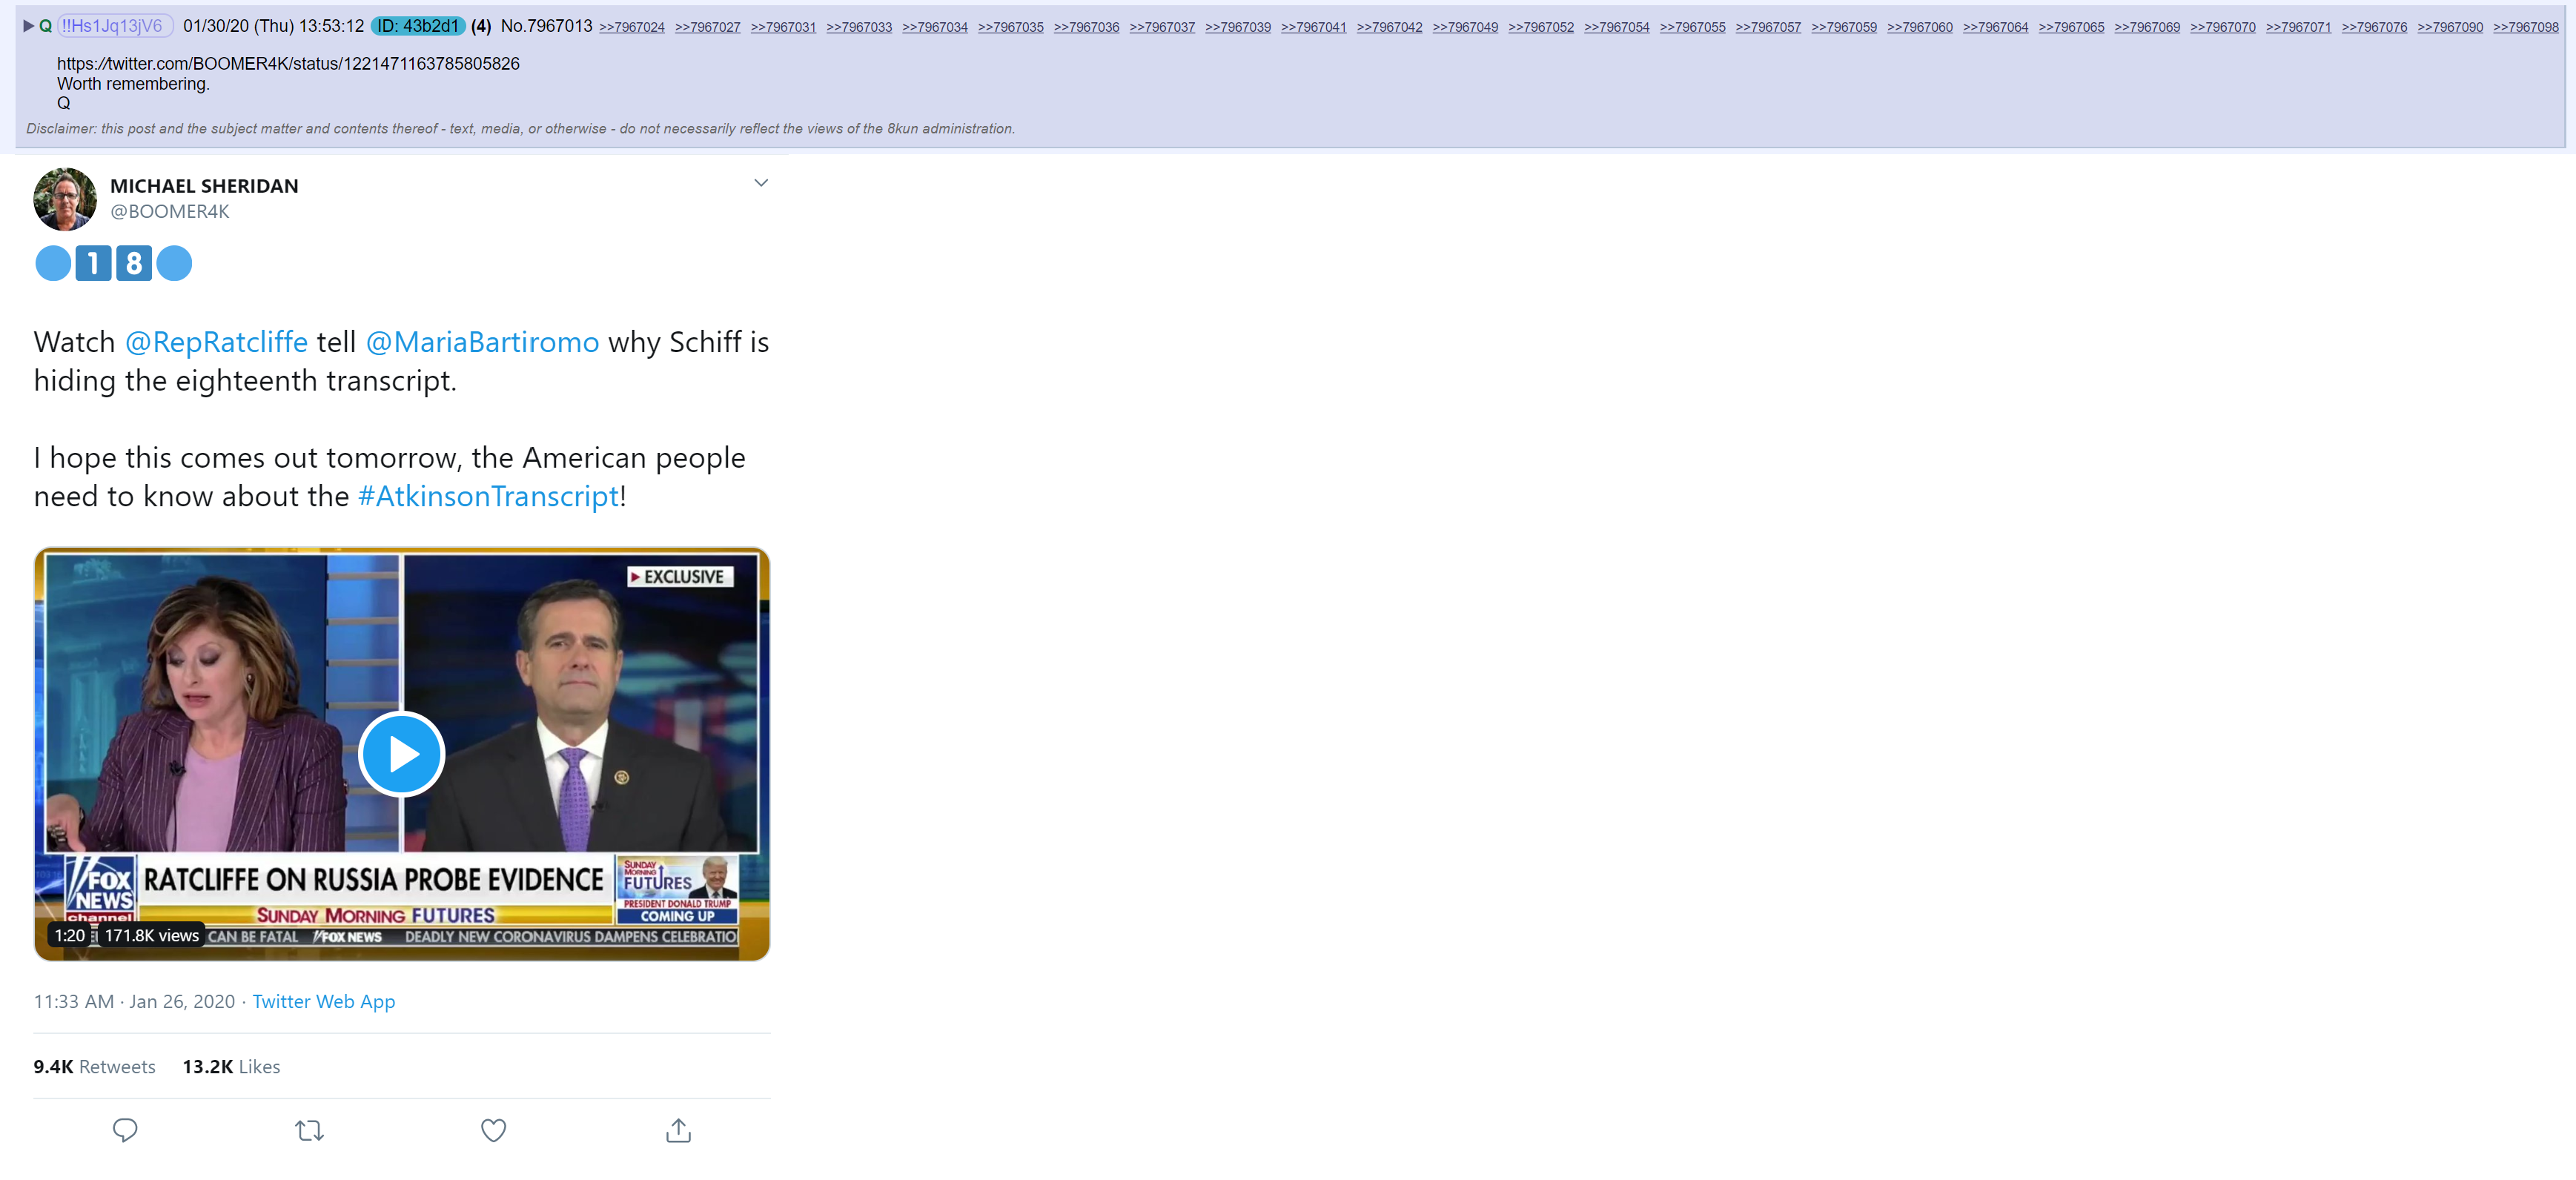 ▶ Q !!Hs1Jq13jV6 01/30/20 (Thu) 13:53:12 ID: 43b2d1 (4) No.7967013 >>7967024 >>7967027 >>7967031 >>7967033 >>7967034 >>7967035 >>7967036 >>7967037 >>7967039 >>7967041 >>7967042 >>7967049 >>7967052 >>7967054 >>7967055 >>7967057 >>7967059 >>7967060 >>7967064 >>7967065 >>7967069 >>7967070 >>7967071 >>7967076 >>7967090 >>7967098
https://twitter.com/BOOMER4K/status/1221471163785805826
Worth remembering.
Q
Disclaimer: this post and the subject matter and contents thereof - text, media, or otherwise - do not necessarily reflect the views of the 8kun administration.
MICHAEL SHERIDAN
@BOOMER4K
🔵1️⃣8️⃣🔵
Watch @RepRatcliffe tell @MariaBartiromo why Schiff is
hiding the eighteenth transcript.
I hope this comes out tomorrow, the American people
need to know about the #AtkinsonTranscript!
▶ EXCLUSIVE
FOX NEWS channel
RATCLIFFE ON RUSSIA PROBE EVIDENCE
SUNDAY MORNING FUTURES
SUNDAY MORNING FUTURES
PRESIDENT DONALD TRUMP
COMING UP
1:20 171.8K views CAN BE FATAL FOX NEWS DEADLY NEW CORONAVIRUS DAMPENS CELEBRATIO
11:33 AM · Jan 26, 2020 · Twitter Web App
9.4K Retweets 13.2K Likes